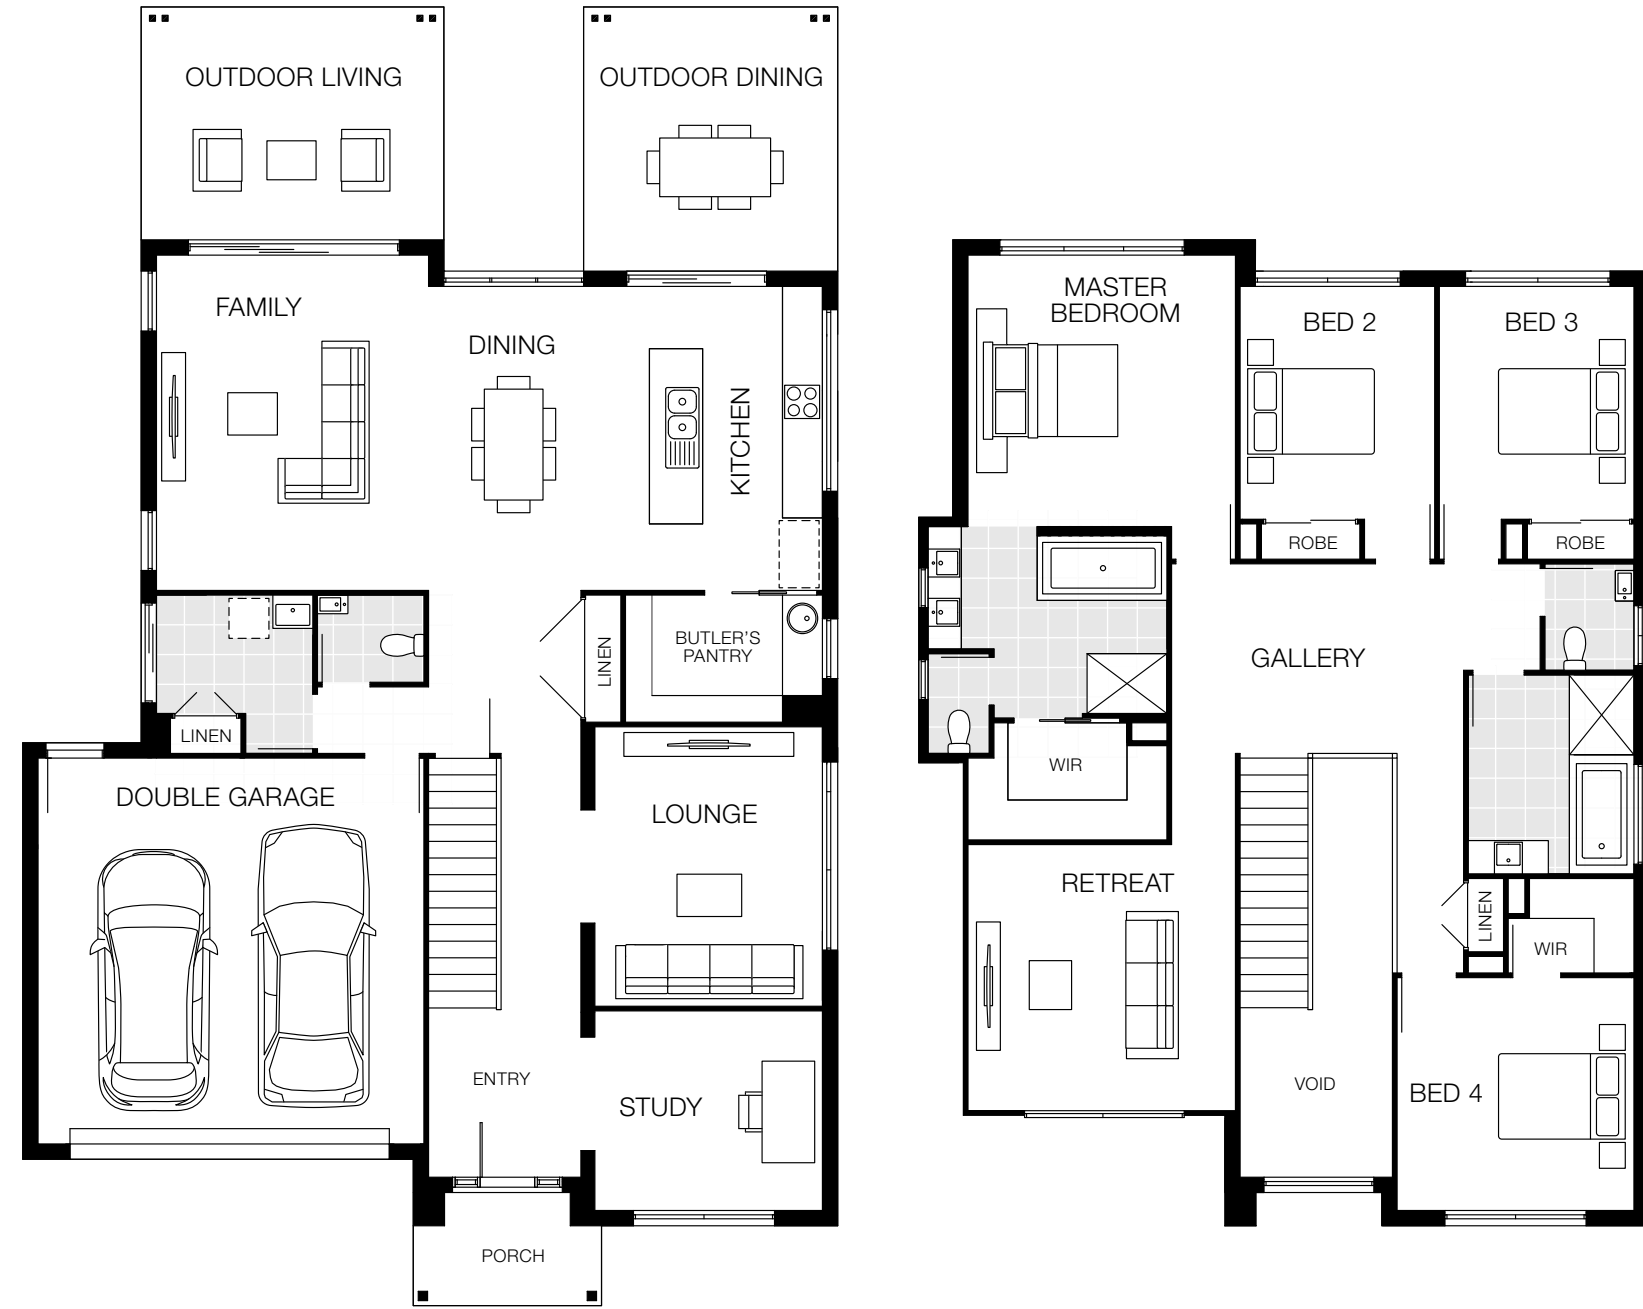 OUTDOOR LIVING
OUTDOOR DINING
FAMILY
DINING
KITCHEN
LINEN
BUTLER'S
PANTRY
LINEN
DOUBLE GARAGE
LOUNGE
ENTRY
STUDY
PORCH
MASTER
BEDROOM
BED 2
BED 3
ROBE
ROBE
GALLERY
WIR
RETREAT
LINEN
WIR
VOID
BED 4